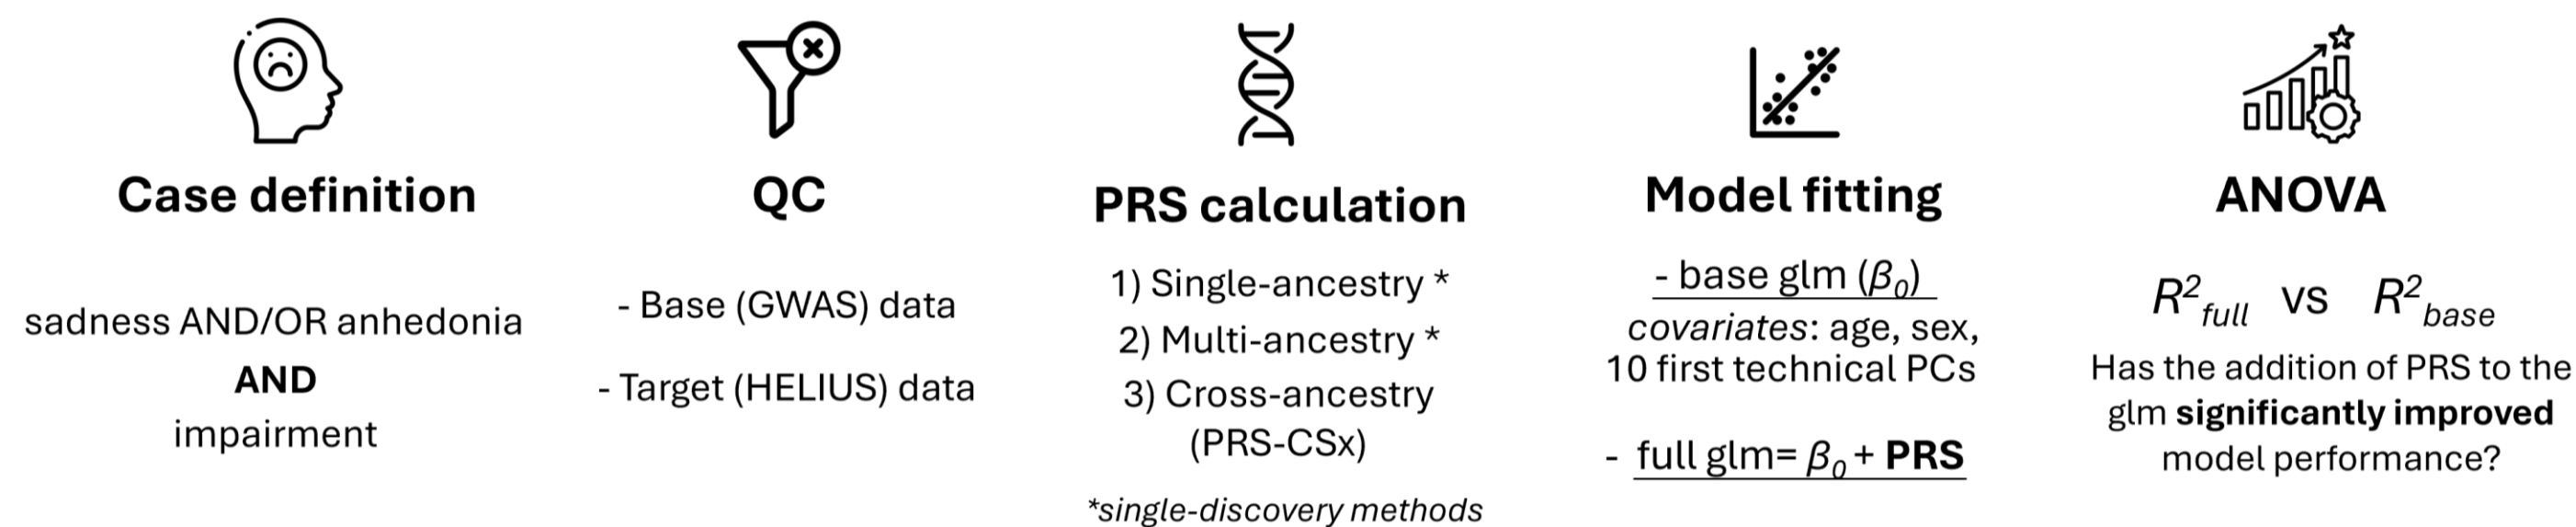 Case definition
sadness AND/OR anhedonia
AND
impairment
QC
- Base (GWAS) data
- Target (HELIUS) data
PRS calculation
1) Single-ancestry *
2) Multi-ancestry *
3) Cross-ancestry
(PRS-CSx)
*single-discovery methods
Model fitting
- base glm (β₀)
covariates: age, sex,
10 first technical PCs
- full glm= β₀ + PRS
ANOVA
R²full vs R²base
Has the addition of PRS to the
glm significantly improved
model performance?